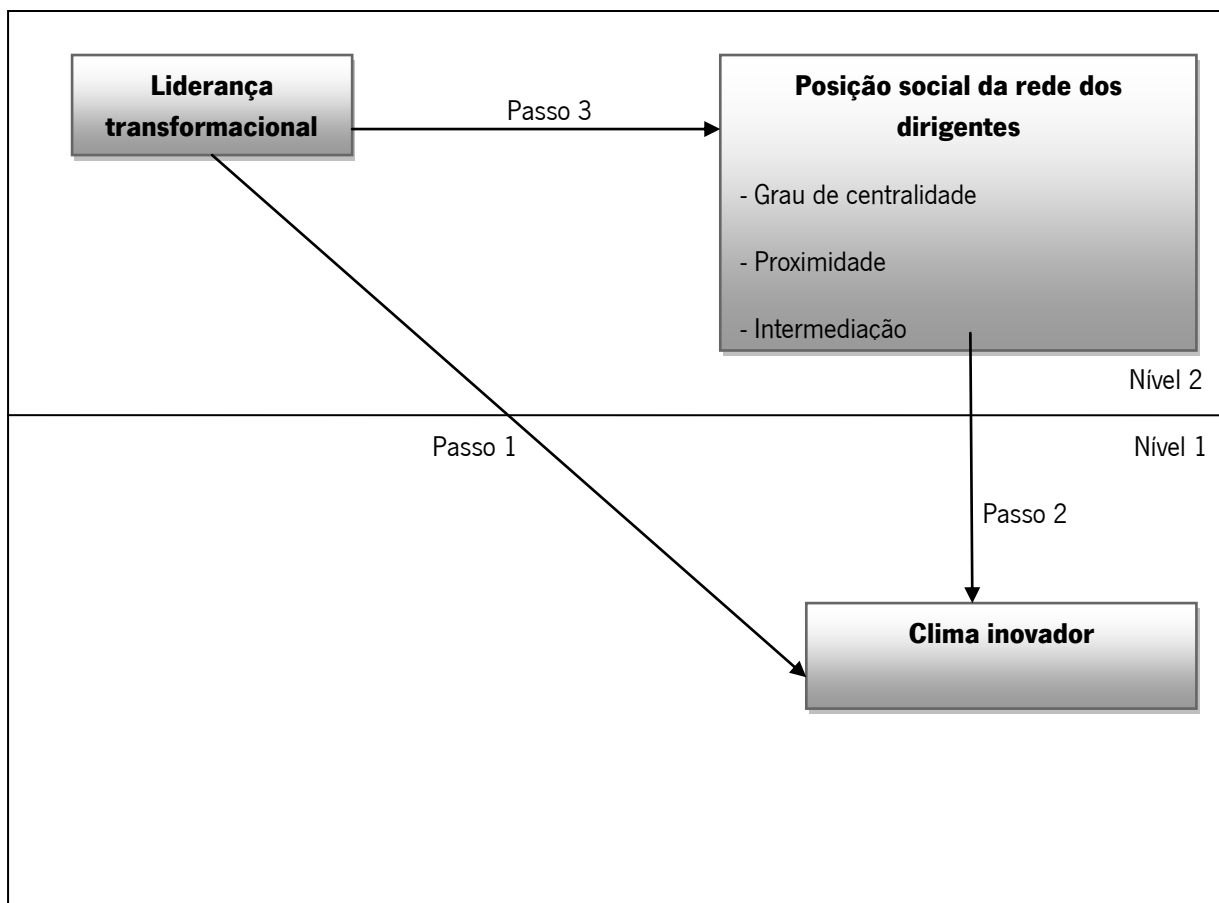 Liderança
transformacional
Passo 3
Posição social da rede dos
dirigentes
- Grau de centralidade
- Proximidade
- Intermediação
Nível 2
Passo 1
Nível 1
Passo 2
Clima inovador